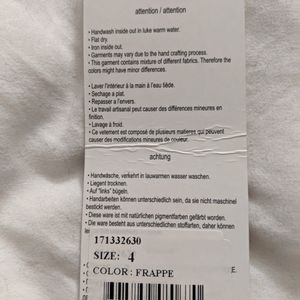 attention / attention
• Handwash inside out in luke warm water.
• Flat dry.
• Iron inside out.
• Garments may vary due to the hand crafting process.
• This garment contains mixture of different fabrics. Therefore the
colors might have minor differences.
• Laver l'intérieur à la main à l'eau tiède.
• Sechage a plat.
• Repasser a l'envers.
• Le travail artisanal peut causer des différences mineures en
finition.
• Lavage à froid.
• Ce vetement est composé de plusieurs matieres qui peuvent
causer des modifications mineures de couleur.
achtung
• Handwäsche, verkehrt in lauwarmen wasser waschen.
• Liegent trocknen.
• Auf "links" bügeln.
• Handarbeiten können unterschiedlich sein, da sie nicht maschinel
bestickt werden.
• Diese ware ist mit natürlichen pigmentfarben gefärbt worden.
• Die ware besteht aus unterschiedlichen stoffarten, daher können
171332630
SIZE: 4
COLOR : FRAPPE